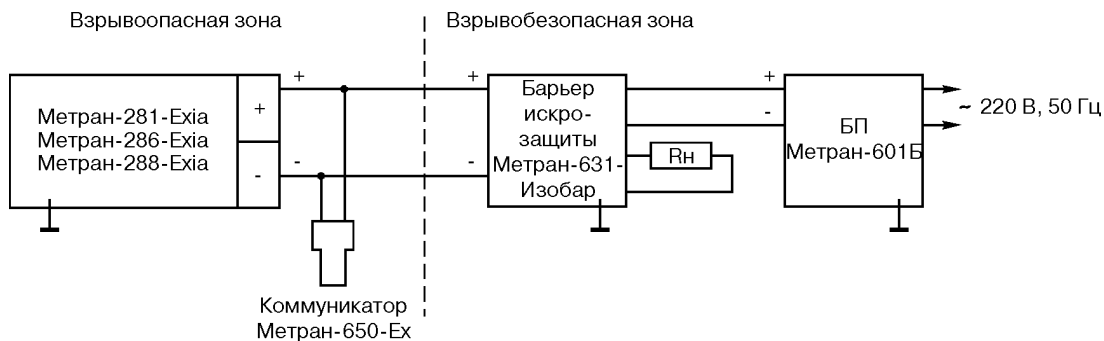 Взрывоопасная зона
Взрывобезопасная зона
Метран-281-Exia
Метран-286-Exia
Метран-288-Exia
+
-
+
-
+
-
Барьер
искро-
защиты
Метран-631-
Изобар
Rн
+
-
БП
Метран-601Б
~ 220 В, 50 Гц
Коммуникатор
Метран-650-Ex